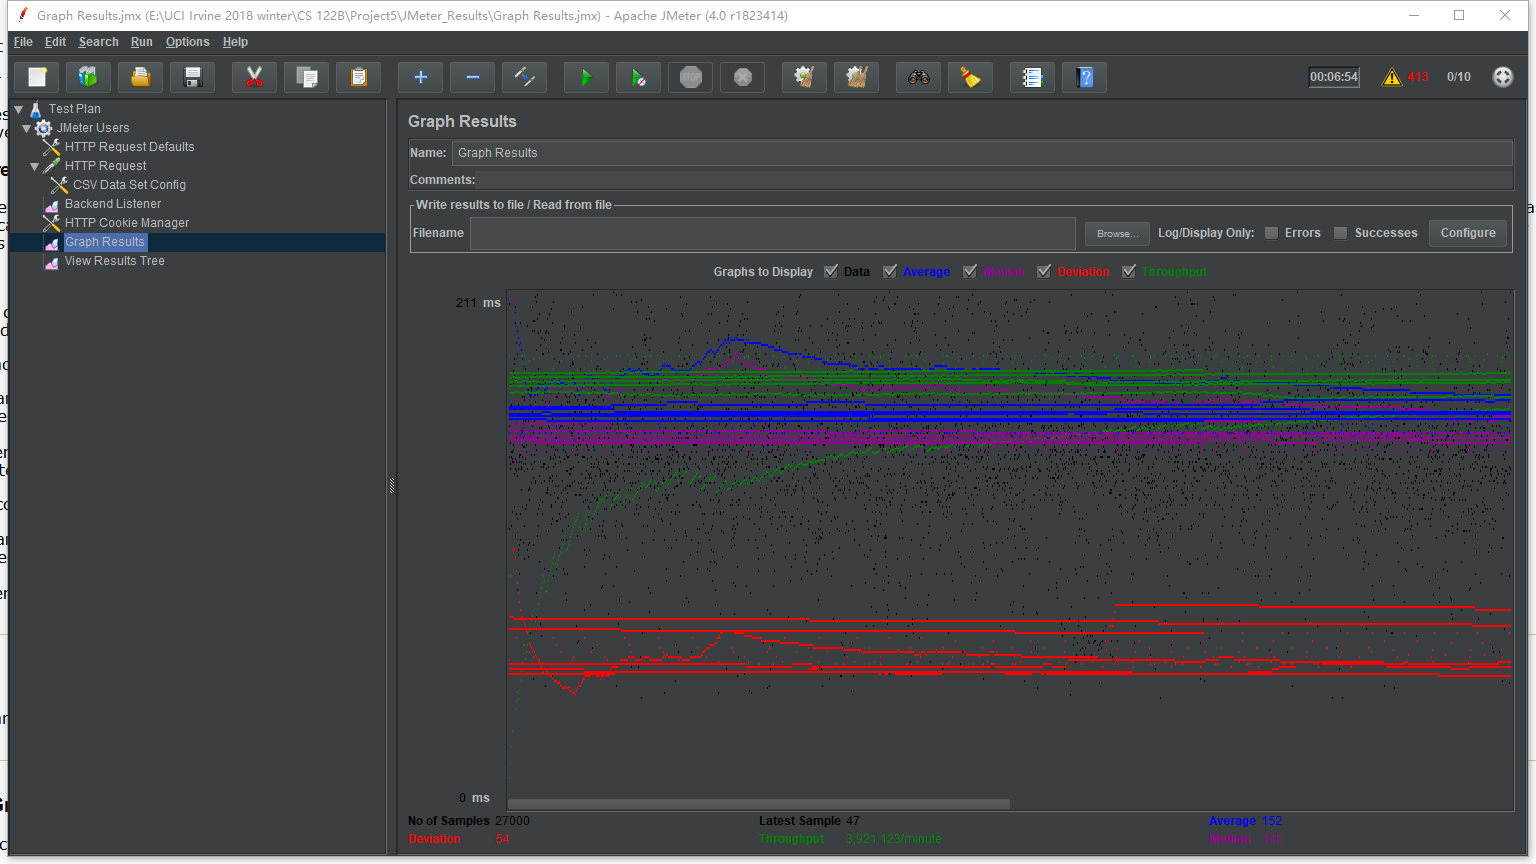 Graph Results.jmx (E:\UCI Irvine 2018 winter\CS 122B\Project5\JMeter_Results\Graph Results.jmx) - Apache JMeter (4.0 r1823414)
File Edit Search Run Options Help
STOP
00:06:54 413 0/10
Test Plan
JMeter Users
HTTP Request Defaults
HTTP Request
CSV Data Set Config
Backend Listener
HTTP Cookie Manager
Graph Results
View Results Tree
Graph Results
Name: Graph Results
Comments:
Write results to file / Read from file
Filename Browse... Log/Display Only: Errors Successes Configure
Graphs to Display Data Average Median Deviation Throughput
211 ms
0 ms
No of Samples 27000 Latest Sample 47 Average 152
Deviation 54 Throughput 3,921.123/minute Median